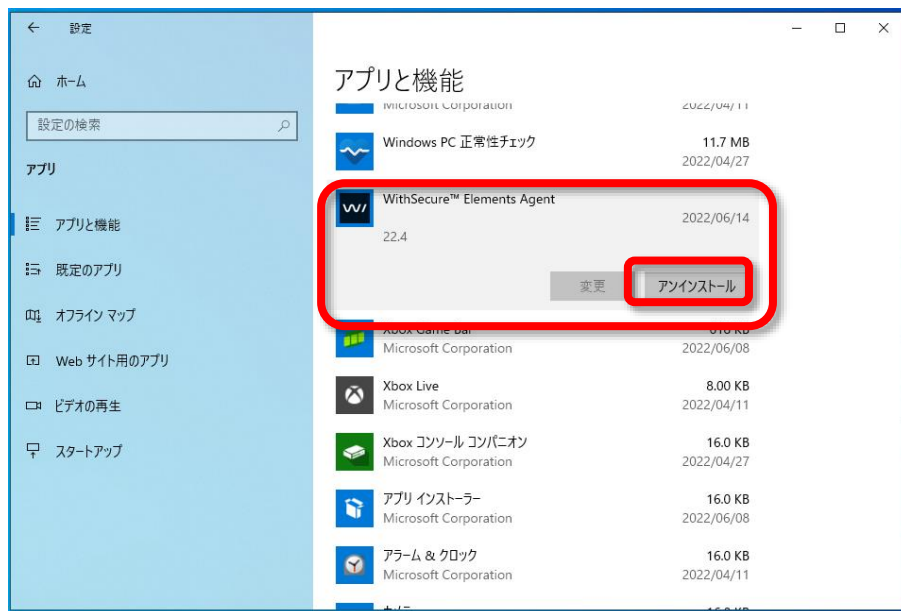 設定
ホーム
設定の検索
アプリ
アプリと機能
既定のアプリ
オフライン マップ
Web サイト用のアプリ
ビデオの再生
スタートアップ
アプリと機能
Microsoft Corporation 2022/04/11
Windows PC 正常性チェック 11.7 MB
2022/04/27
WithSecure™ Elements Agent
2022/06/14
22.4
変更 アンインストール
Xbox Game Bar
Microsoft Corporation 2022/06/08
Xbox Live 8.00 KB
Microsoft Corporation 2022/04/11
Xbox コンソール コンパニオン 16.0 KB
Microsoft Corporation 2022/04/27
アプリ インストーラー 16.0 KB
Microsoft Corporation 2022/06/08
アラーム & クロック 16.0 KB
Microsoft Corporation 2022/04/11